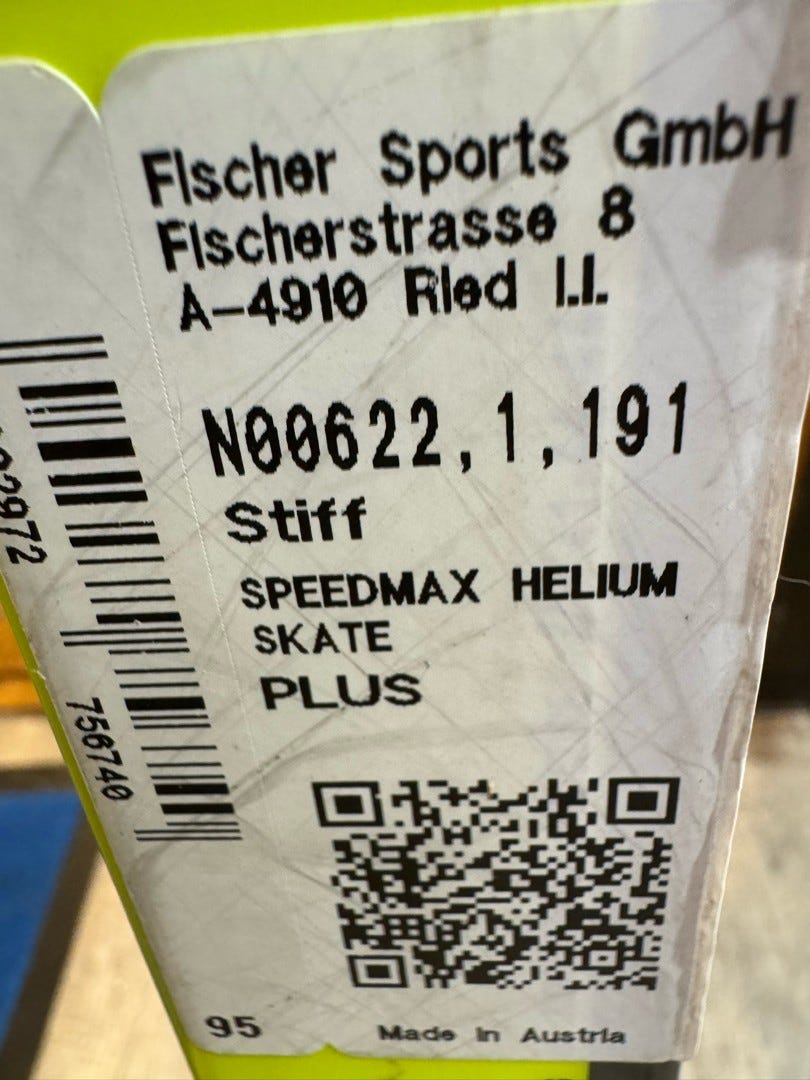 Fischer Sports GmbH
Fischerstrasse 8
A-4910 Ried I.I.
N00622,1,191
Stiff
SPEEDMAX HELIUM
SKATE
PLUS
756740
95
Made in Austria